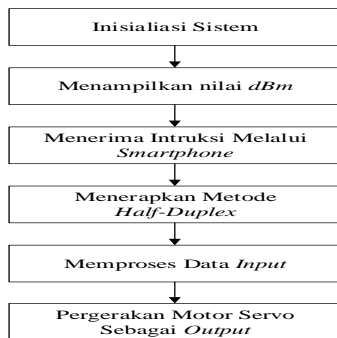 Inisialiasi Sistem
Menampilkan nilai dBm
Menerima Intruksi Melalui
Smartphone
Menerapkan Metode
Half-Duplex
Memproses Data Input
Pergerakan Motor Servo
Sebagai Output